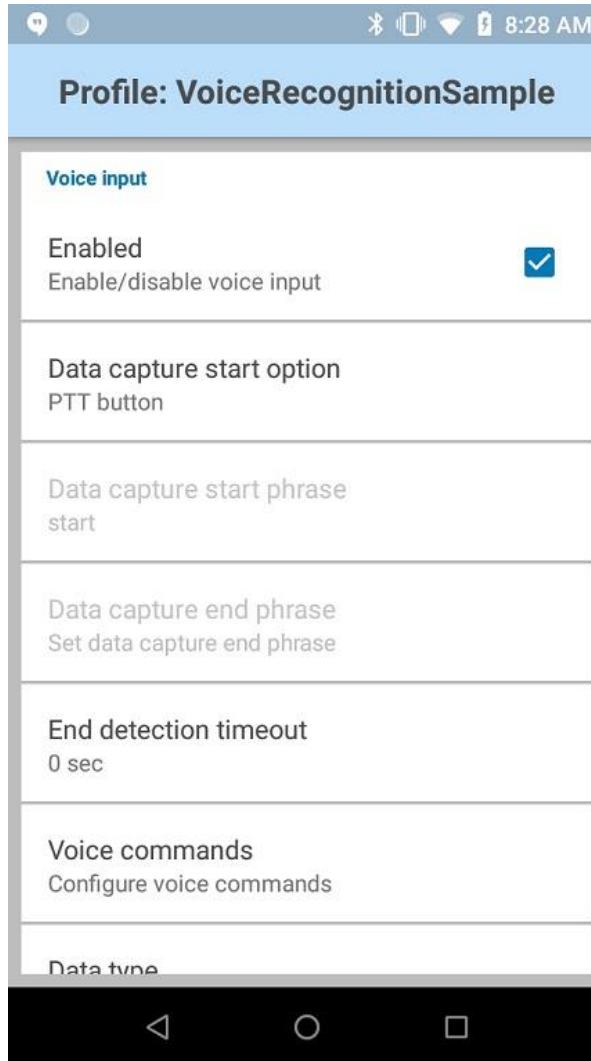 8:28 AM
Profile: VoiceRecognitionSample
Voice input
Enabled
Enable/disable voice input
Data capture start option
PTT button
Data capture start phrase
start
Data capture end phrase
Set data capture end phrase
End detection timeout
0 sec
Voice commands
Configure voice commands
Data type